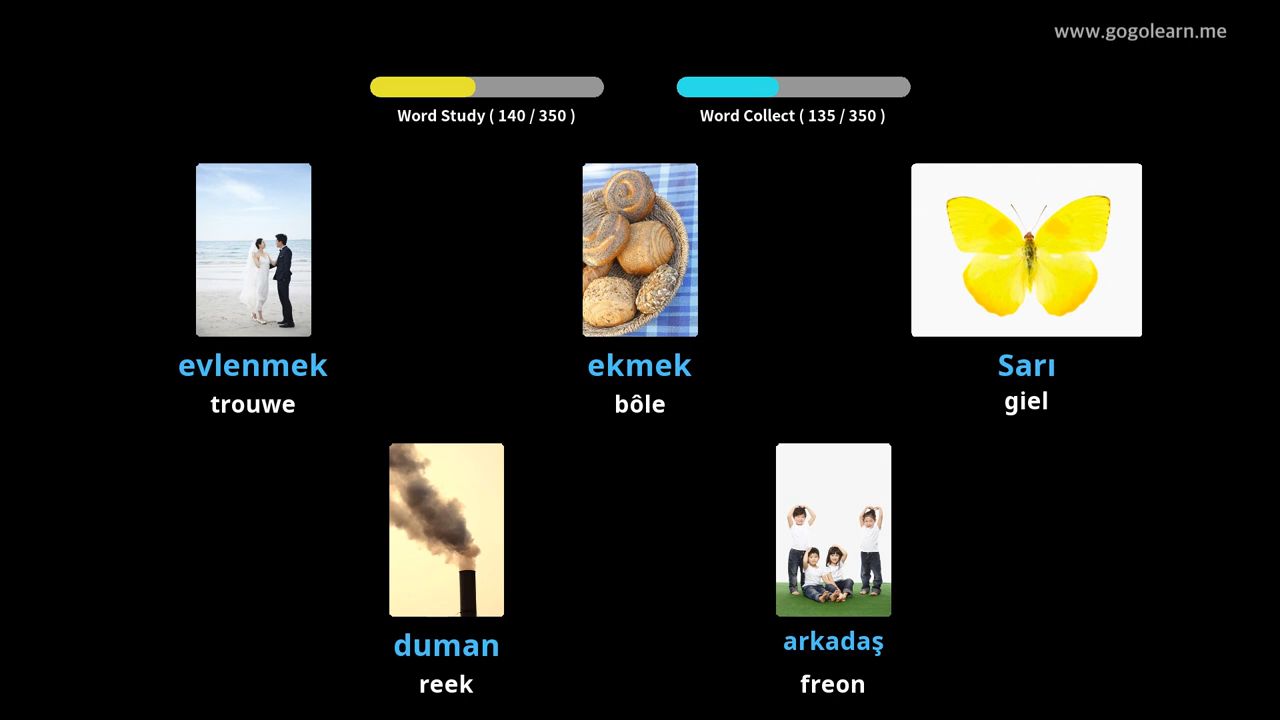 www.gogolearn.me
Word Study ( 140 / 350 )
Word Collect ( 135 / 350 )
evlenmek
trouwe
ekmek
bôle
Sarı
giel
duman
reek
arkadaş
freon